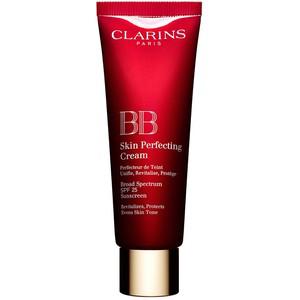 CLARINS
PARIS
BB
Skin Perfecting
Cream
Perfecteur de Teint
Unifie, Revitalise, Protège
Broad Spectrum
SPF 25
Sunscreen
Revitalizes, Protects
Evens Skin Tone